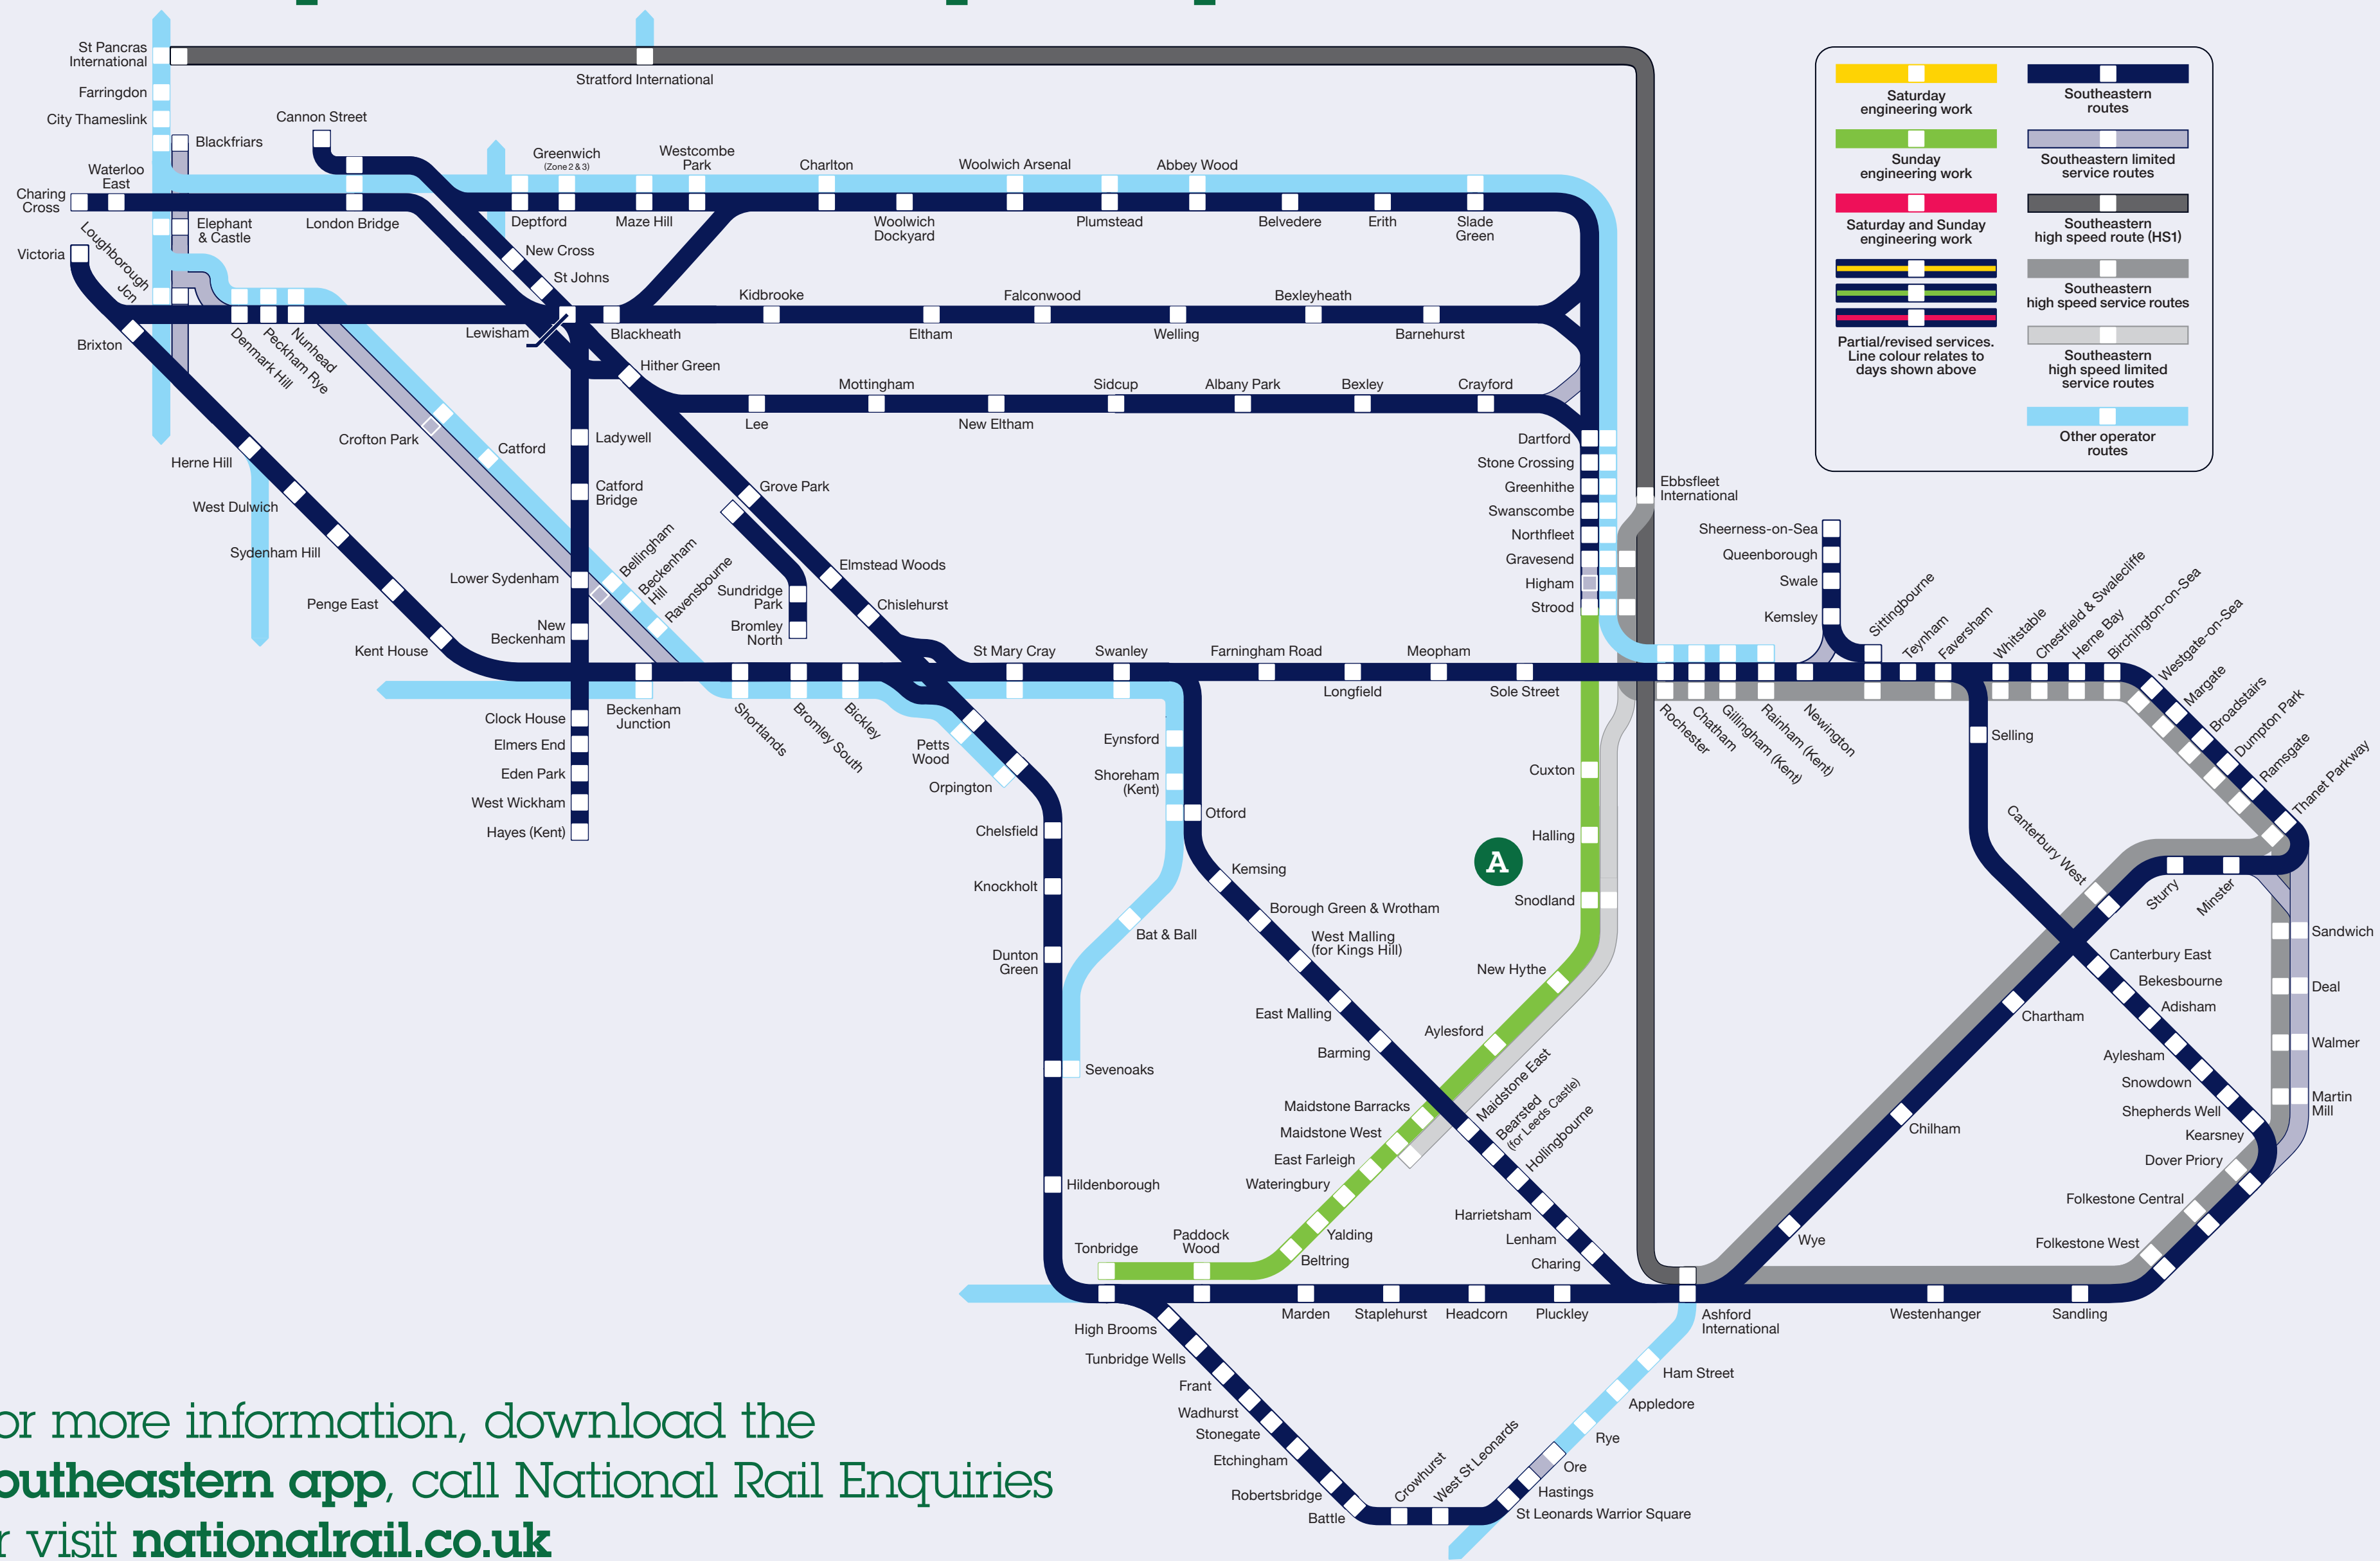 St Pancras
International
Farringdon
City Thameslink
Blackfriars
Cannon Street
Stratford International
Waterloo
East
Charing
Cross
Elephant
& Castle
London Bridge
Victoria
Loughborough
Jcn
Brixton
Greenwich
(Zone 2 & 3)
Westcombe
Park
Charlton
Woolwich Arsenal
Abbey Wood
Deptford
Maze Hill
Woolwich
Dockyard
Plumstead
Belvedere
Erith
Slade
Green
New Cross
St Johns
Lewisham
Blackheath
Kidbrooke
Eltham
Falconwood
Welling
Bexleyheath
Barnehurst
Denmark Hill
Peckham Rye
Nunhead
Hither Green
Lee
Mottingham
New Eltham
Sidcup
Albany Park
Bexley
Crayford
Crofton Park
Catford
Ladywell
Catford
Bridge
Herne Hill
West Dulwich
Sydenham Hill
Penge East
Kent House
Lower Sydenham
New
Beckenham
Bellingham
Beckenham
Hill
Ravensbourne
Grove Park
Sundridge
Park
Bromley
North
Elmstead Woods
Chislehurst
Dartford
Stone Crossing
Greenhithe
Swanscombe
Northfleet
Gravesend
Higham
Strood
Ebbsfleet
International
Sheerness-on-Sea
Queenborough
Swale
Kemsley
Sittingbourne
Teynham
Faversham
Whitstable
Chestfield & Swalecliffe
Herne Bay
Birchington-on-Sea
Westgate-on-Sea
Margate
Broadstairs
Dumpton Park
Ramsgate
Thanet Parkway
Clock House
Elmers End
Eden Park
West Wickham
Hayes (Kent)
Beckenham
Junction
Shortlands
Bromley South
Bickley
Petts
Wood
Orpington
St Mary Cray
Swanley
Farningham Road
Longfield
Meopham
Sole Street
Rochester
Chatham
Gillingham (Kent)
Rainham (Kent)
Newington
Selling
Eynsford
Shoreham
(Kent)
Otford
Bat & Ball
Chelsfield
Knockholt
Dunton
Green
Sevenoaks
Hildenborough
Kemsing
Borough Green & Wrotham
West Malling
(for Kings Hill)
East Malling
Barming
Maidstone East
Bearsted
(for Leeds Castle)
Hollingbourne
Harrietsham
Lenham
Charing
Cuxton
Halling
A
Snodland
New Hythe
Aylesford
Maidstone Barracks
Maidstone West
East Farleigh
Wateringbury
Yalding
Beltring
Paddock
Wood
Tonbridge
Marden
Staplehurst
Headcorn
Pluckley
Ashford
International
Westenhanger
Sandling
Canterbury West
Sturry
Minster
Sandwich
Deal
Walmer
Martin
Mill
Canterbury East
Bekesbourne
Adisham
Aylesham
Snowdown
Shepherds Well
Kearsney
Dover Priory
Folkestone Central
Folkestone West
Chartham
Chilham
Wye
High Brooms
Tunbridge Wells
Frant
Wadhurst
Stonegate
Etchingham
Robertsbridge
Battle
Crowhurst
West St Leonards
St Leonards Warrior Square
Hastings
Ore
Rye
Appledore
Ham Street
Saturday
engineering work
Sunday
engineering work
Saturday and Sunday
engineering work
Partial/revised services.
Line colour relates to
days shown above
Southeastern
routes
Southeastern limited
service routes
Southeastern
high speed route (HS1)
Southeastern
high speed service routes
Southeastern
high speed limited
service routes
Other operator
routes
or more information, download the
outheastern app, call National Rail Enquiries
r visit nationalrail.co.uk